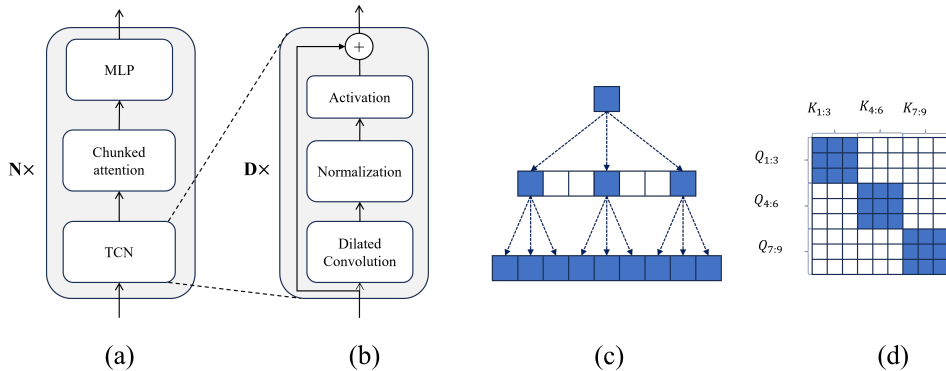 MLP
Chunked
attention
TCN
N×
(a)
+
Activation
Normalization
Dilated
Convolution
D×
(b)
(c)
K1:3
K4:6
K7:9
Q1:3
Q4:6
Q7:9
(d)